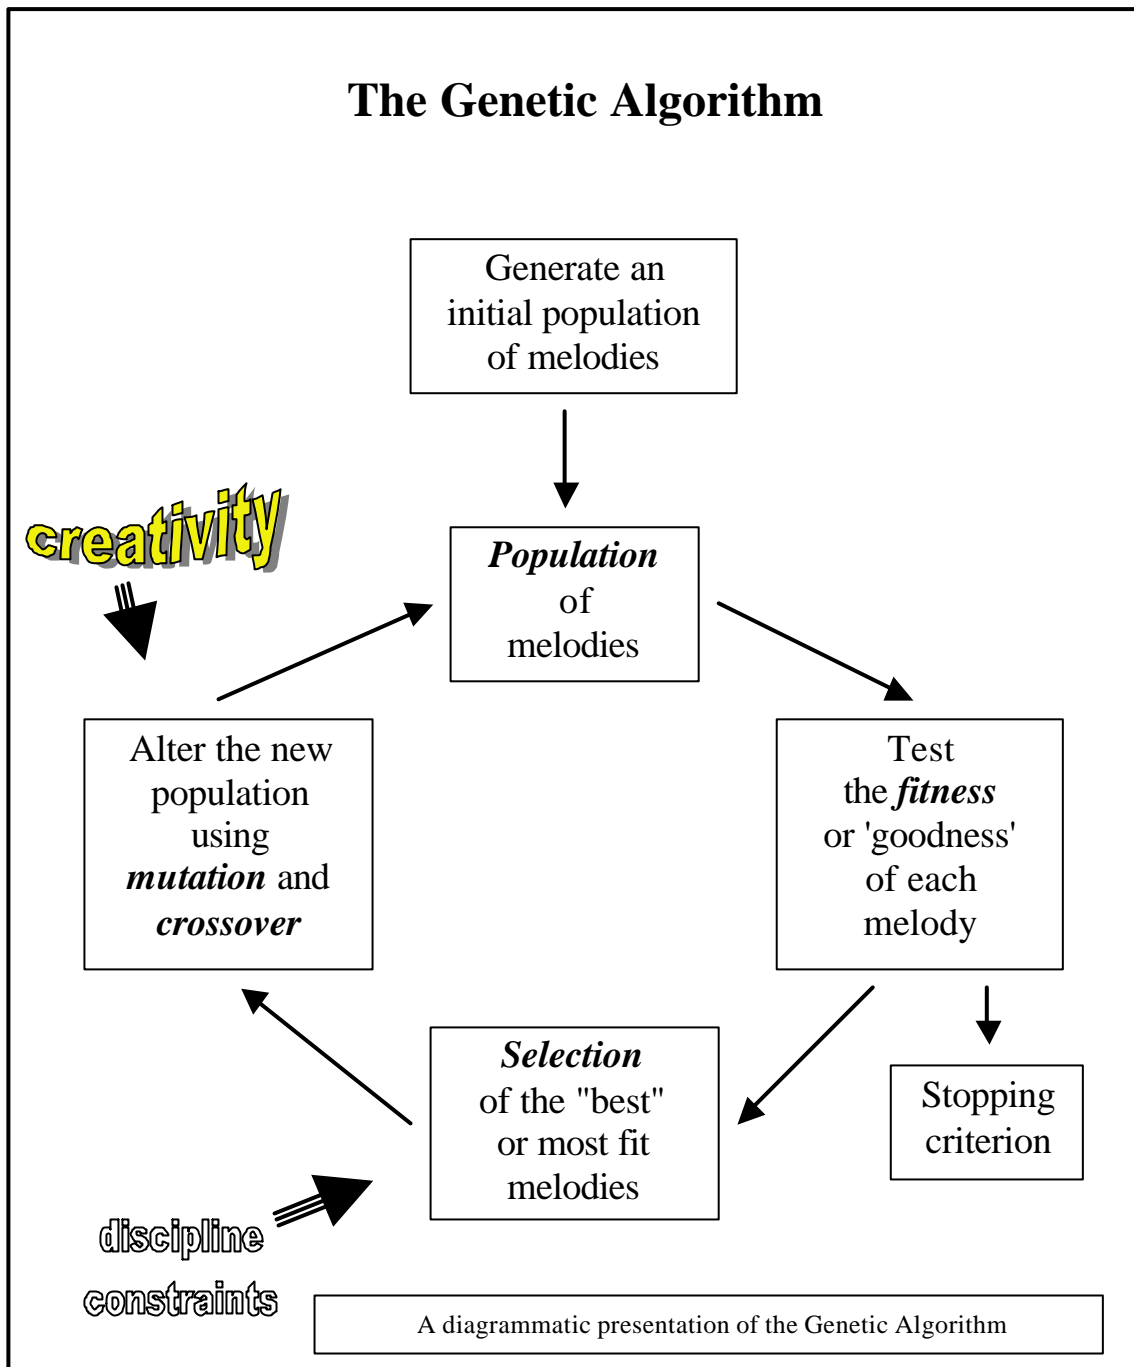 The Genetic Algorithm
Generate an
initial population
of melodies
creativity
Population
of
melodies
Alter the new
population
using
mutation and
crossover
Test
the fitness
or 'goodness'
of each
melody
Selection
of the "best"
or most fit
melodies
Stopping
criterion
discipline
constraints
A diagrammatic presentation of the Genetic Algorithm